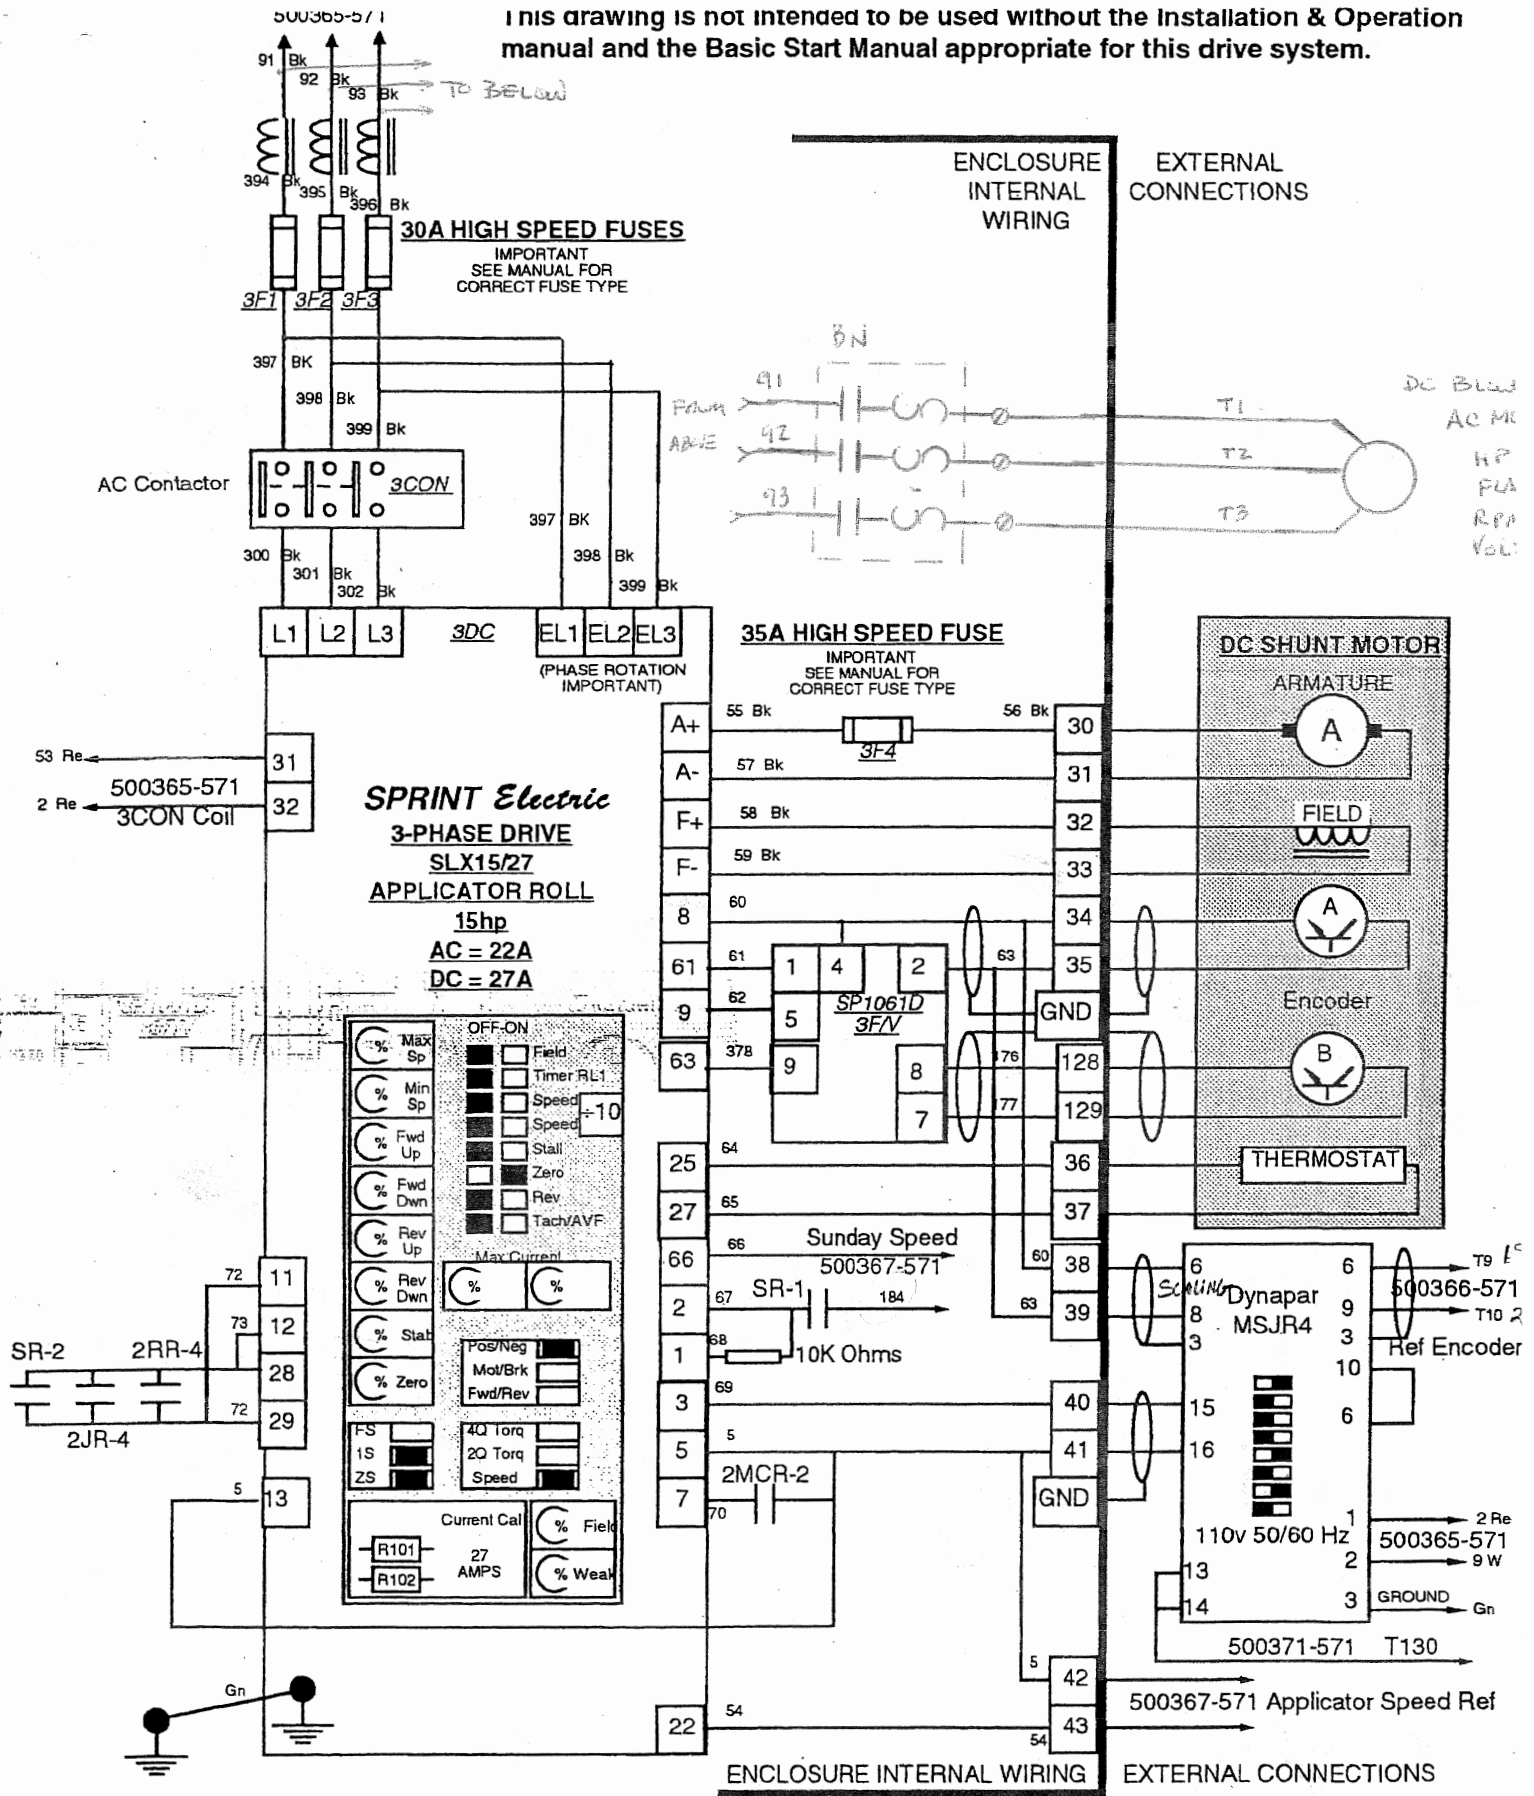 500365-571
This drawing is not intended to be used without the Installation & Operation
manual and the Basic Start Manual appropriate for this drive system.
91 Bk
92 Bk
93 Bk
TO BELOW
394 Bk
395 Bk
396 Bk
ENCLOSURE
INTERNAL
WIRING
EXTERNAL
CONNECTIONS
30A HIGH SPEED FUSES
IMPORTANT
SEE MANUAL FOR
CORRECT FUSE TYPE
3F1 3F2 3F3
397 BK
398 Bk
399 Bk
AC Contactor
3CON
300 Bk
301 Bk
302 Bk
397 BK
398 Bk
399 Bk
BN
FROM
ABOVE
91
92
93
T1
T2
T3
HP
L1 L2 L3
3DC
EL1 EL2 EL3
(PHASE ROTATION
IMPORTANT)
35A HIGH SPEED FUSE
IMPORTANT
SEE MANUAL FOR
CORRECT FUSE TYPE
DC SHUNT MOTOR
ARMATURE
A
A+ 55 Bk 3F4 56 Bk 30
A- 57 Bk 31
F+ 58 Bk 32
FIELD
F- 59 Bk 33
8 60 34
A
61 61 1 4 2 63 35
9 62 5
SP1061D
3F/V
GND
Encoder
63 378 9 8 176 128
B
7 177 129
25 64 36
THERMOSTAT
27 65 37
53 Re 31
500365-571
2 Re 32
3CON Coil
SPRINT Electric
3-PHASE DRIVE
SLX15/27
APPLICATOR ROLL
15hp
AC = 22A
DC = 27A
OFF-ON
% Max
Sp
% Min
Sp
% Fwd
Up
% Fwd
Dwn
% Rev
Up
% Rev
Dwn
% Stab
% Zero
Field
Timer RL1
Speed
Speed
÷10
Stall
Zero
Rev
Tach/AVF
Max Current
% %
Pos/Neg
Mot/Brk
Fwd/Rev
FS
1S
ZS
4Q Torq
2Q Torq
Speed
Current Cal
27
AMPS
R101
R102
% Field
% Weak
66 66
Sunday Speed
500367-571
60 38
2 67 SR-1 184
63 39
1 68 10K Ohms
3 69 40
5 5 41
7 70 2MCR-2
GND
11 72
12 73
28
29 72
SR-2
2RR-4
2JR-4
5 13
6
SCALING
8
3
Dynapar
MSJR4
15
16
110v 50/60 Hz
13
14
6 T9
500366-571
9 T10
3
Ref Encoder
10
6
1 2 Re
500365-571
2 9 W
3 GROUND Gn
500371-571 T130
Gn
5 42
500367-571 Applicator Speed Ref
22 54 54 43
ENCLOSURE INTERNAL WIRING
EXTERNAL CONNECTIONS